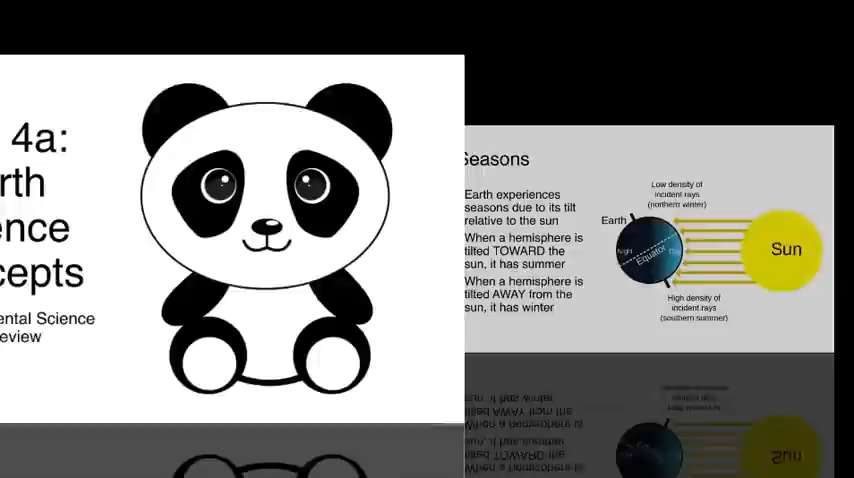 4a:
rth
ence
cepts
ental Science
eview
Seasons
Earth experiences
seasons due to its tilt
relative to the sun
When a hemisphere is
tilted TOWARD the
sun, it has summer
When a hemisphere is
tilted AWAY from the
sun, it has winter
Low density of
incident rays
(northern winter)
Earth
Night
Equator
Day
Sun
High density of
incident rays
(southern summer)